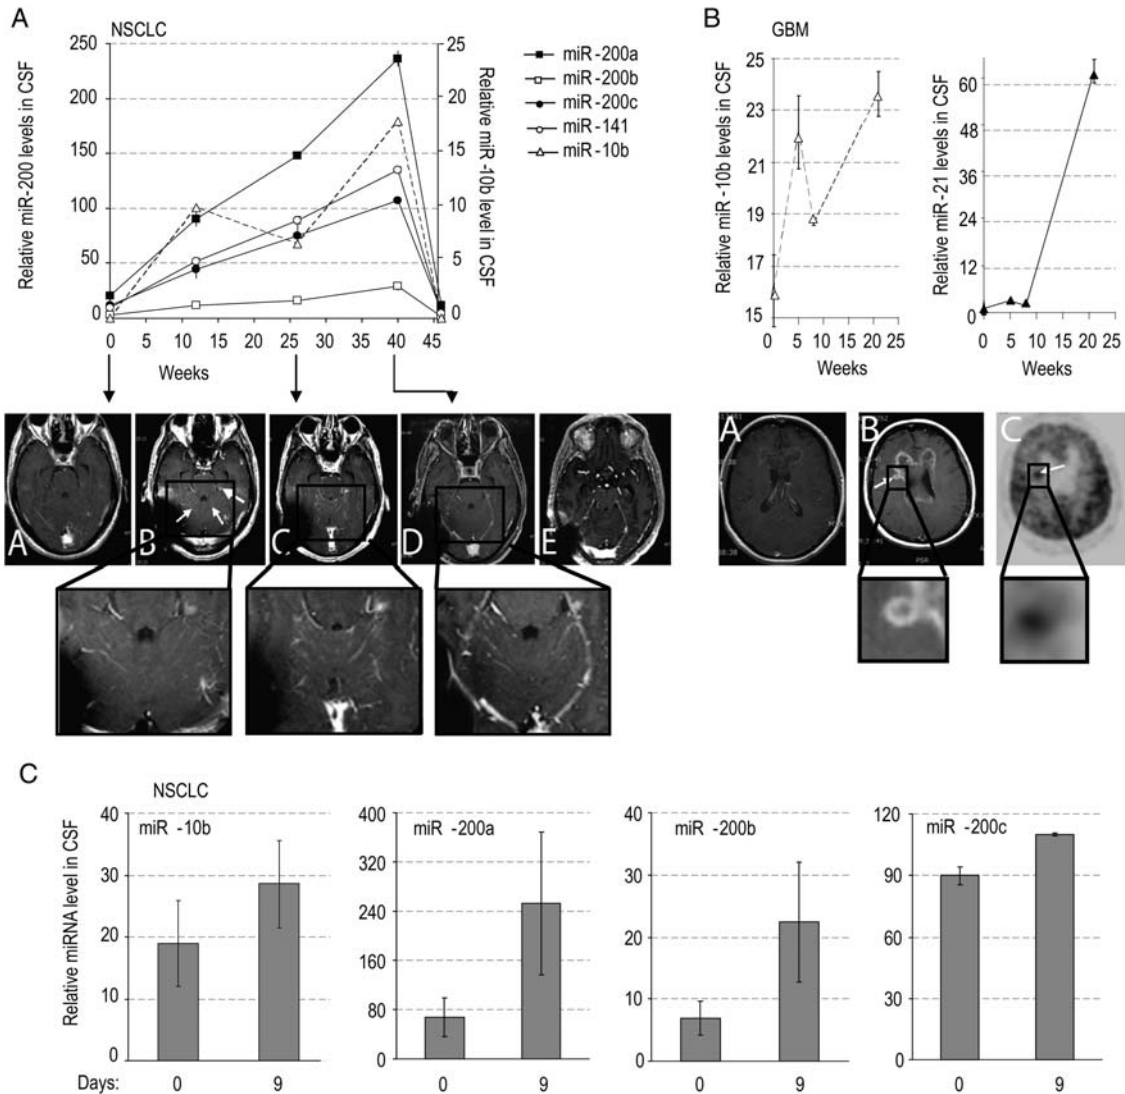 A
NSCLC
Relative miR-200 levels in CSF
250
200
150
100
50
0
25
20
15
10
5
0
Relative miR -10b level in CSF
0 5 10 15 20 25 30 35 40 45
Weeks
miR -200a
miR -200b
miR -200c
miR -141
miR -10b
B
GBM
Relative miR -10b levels in CSF
25
23
21
19
17
15
0 5 10 15 20 25
Weeks
Relative miR -21 levels in CSF
60
48
36
24
12
0
0 5 10 15 20 25
Weeks
A B C D E
A B C
PSR
C
NSCLC
Relative miRNA level in CSF
miR -10b
40
30
20
10
0
miR -200a
400
320
240
160
80
0
miR -200b
40
30
20
10
0
miR -200c
120
90
60
30
0
Days: 0 9 0 9 0 9 0 9